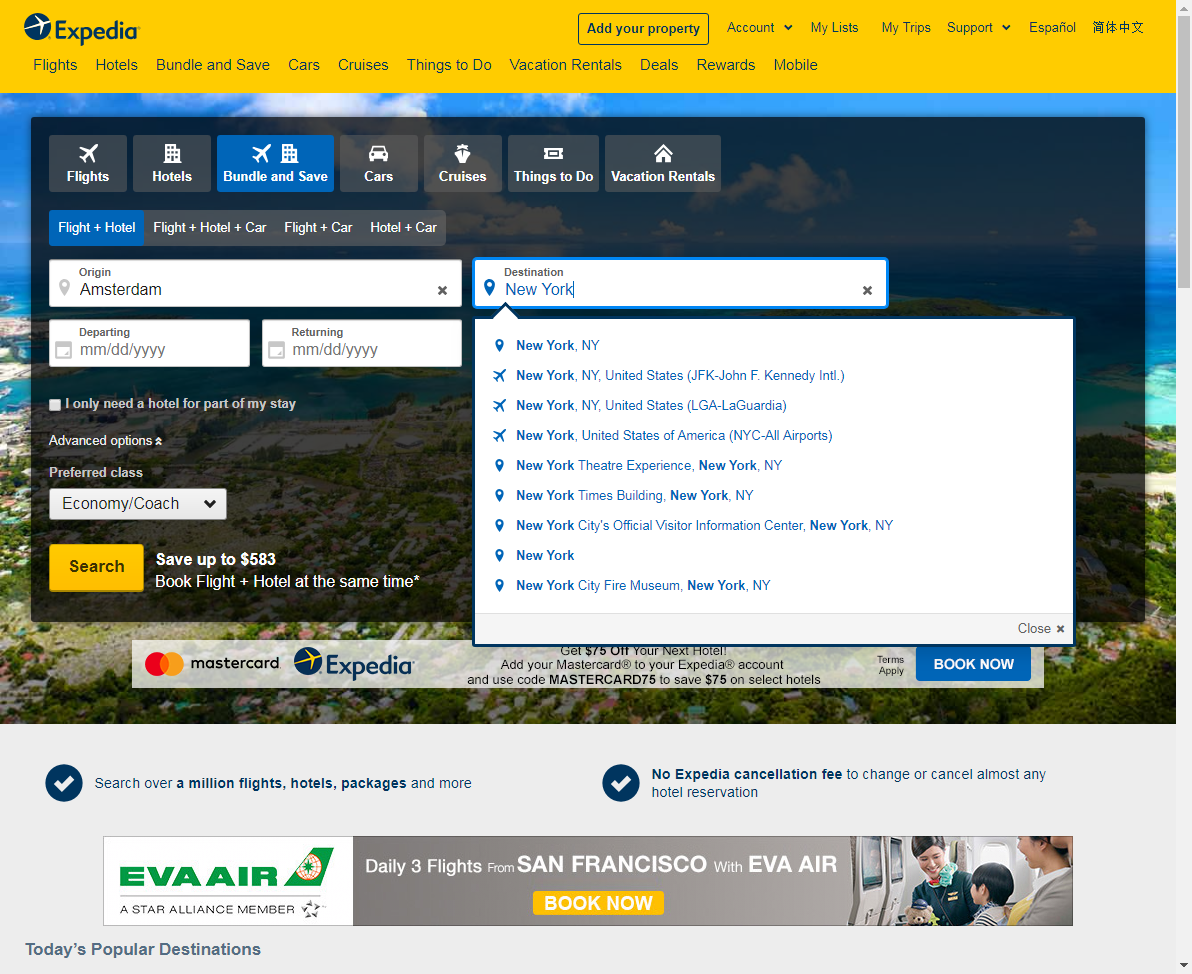 Expedia
Add your property
Account
My Lists
My Trips
Support
Español
简体中文
Flights
Hotels
Bundle and Save
Cars
Cruises
Things to Do
Vacation Rentals
Deals
Rewards
Mobile
Flights
Hotels
Bundle and Save
Cars
Cruises
Things to Do
Vacation Rentals
Flight + Hotel
Flight + Hotel + Car
Flight + Car
Hotel + Car
Origin
Amsterdam
Destination
New York
Departing
mm/dd/yyyy
Returning
mm/dd/yyyy
New York, NY
New York, NY, United States (JFK-John F. Kennedy Intl.)
New York, NY, United States (LGA-LaGuardia)
New York, United States of America (NYC-All Airports)
New York Theatre Experience, New York, NY
New York Times Building, New York, NY
New York City's Official Visitor Information Center, New York, NY
New York
New York City Fire Museum, New York, NY
Close
I only need a hotel for part of my stay
Advanced options
Preferred class
Economy/Coach
Search
Save up to $583
Book Flight + Hotel at the same time*
mastercard
Expedia
Get $75 Off Your Next Hotel!
Add your Mastercard® to your Expedia® account
and use code MASTERCARD75 to save $75 on select hotels
Terms
Apply
BOOK NOW
Search over a million flights, hotels, packages and more
No Expedia cancellation fee to change or cancel almost any
hotel reservation
EVA AIR
A STAR ALLIANCE MEMBER
Daily 3 Flights From SAN FRANCISCO With EVA AIR
BOOK NOW
Today's Popular Destinations